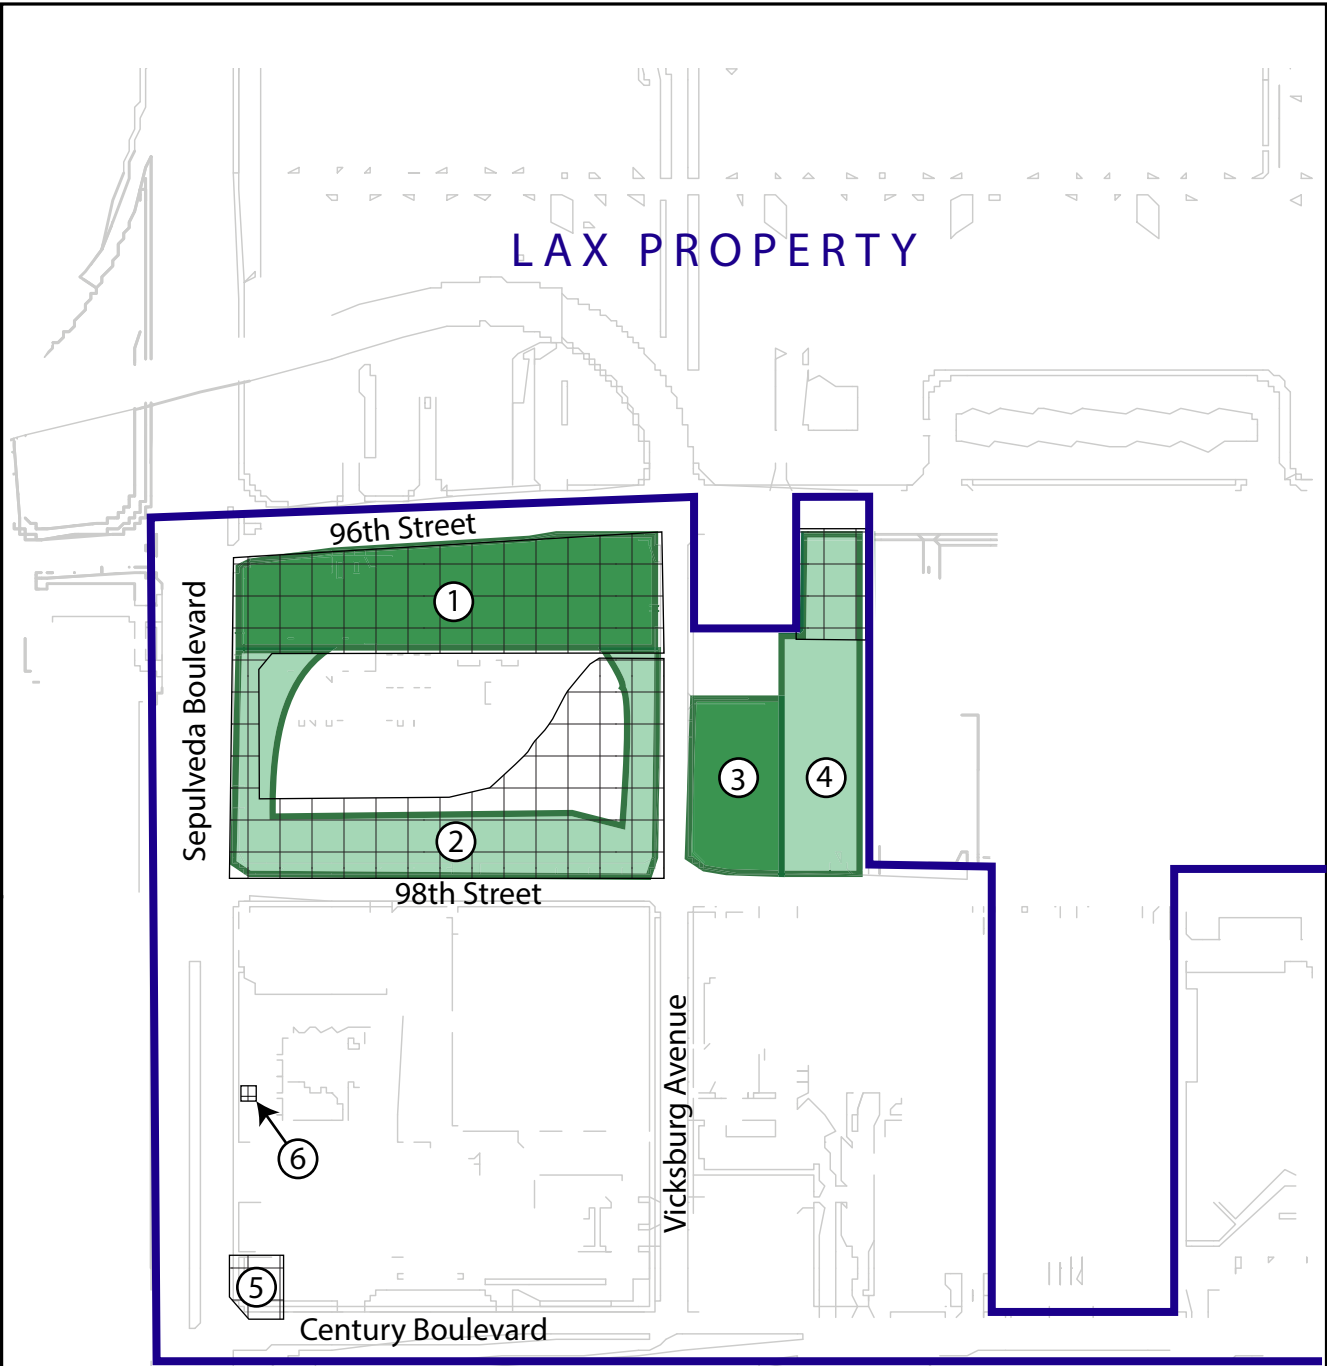 LAX PROPERTY
96th Street
1
Sepulveda Boulevard
3
4
2
98th Street
Vicksburg Avenue
6
5
Century Boulevard